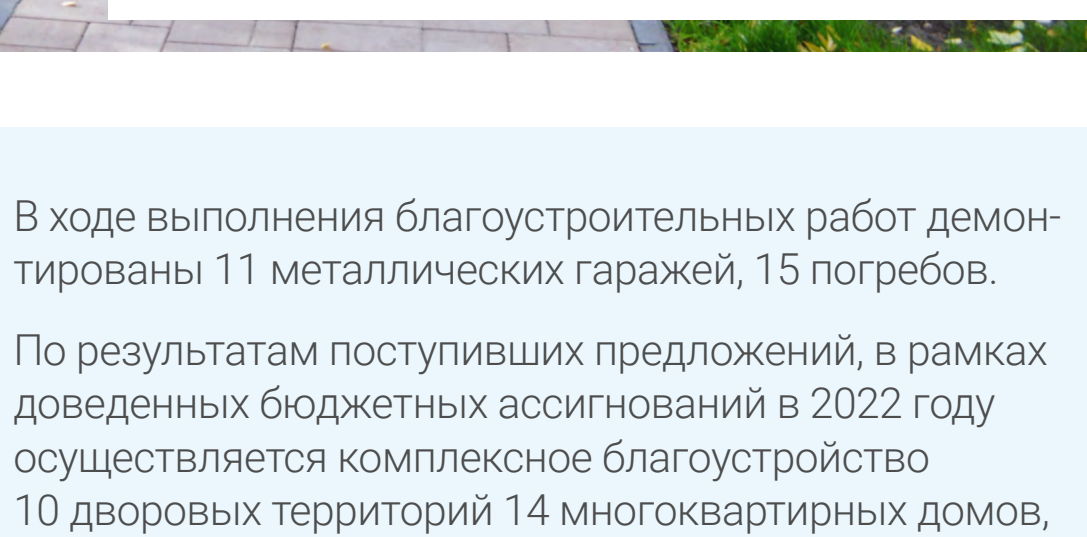 В ходе выполнения благоустроительных работ демон-
тированы 11 металлических гаражей, 15 погребов.
По результатам поступивших предложений, в рамках
доведенных бюджетных ассигнований в 2022 году
осуществляется комплексное благоустройство
10 дворовых территорий 14 многоквартирных домов,